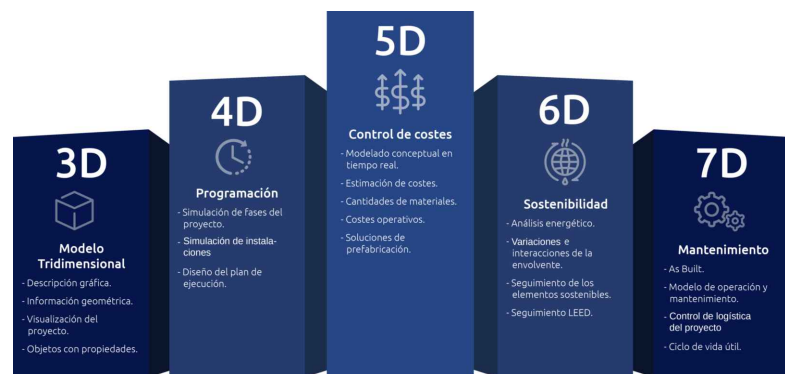 3D
Modelo
Tridimensional
- Descripción gráfica.
- Información geométrica.
- Visualización del
proyecto.
- Objetos con propiedades.
4D
Programación
- Simulación de fases del
proyecto.
- Simulación de instala-
ciones
- Diseño del plan de
ejecución.
5D
Control de costes
- Modelado conceptual en
tiempo real.
- Estimación de costes.
- Cantidades de materiales.
- Costes operativos.
- Soluciones de
prefabricación.
6D
Sostenibilidad
- Análisis energético.
- Variaciones e
interacciones de la
envolvente.
- Seguimiento de los
elementos sostenibles.
- Seguimiento LEED.
7D
Mantenimiento
- As Built.
- Modelo de operación y
mantenimiento.
- Control de logística
del proyecto
- Ciclo de vida útil.